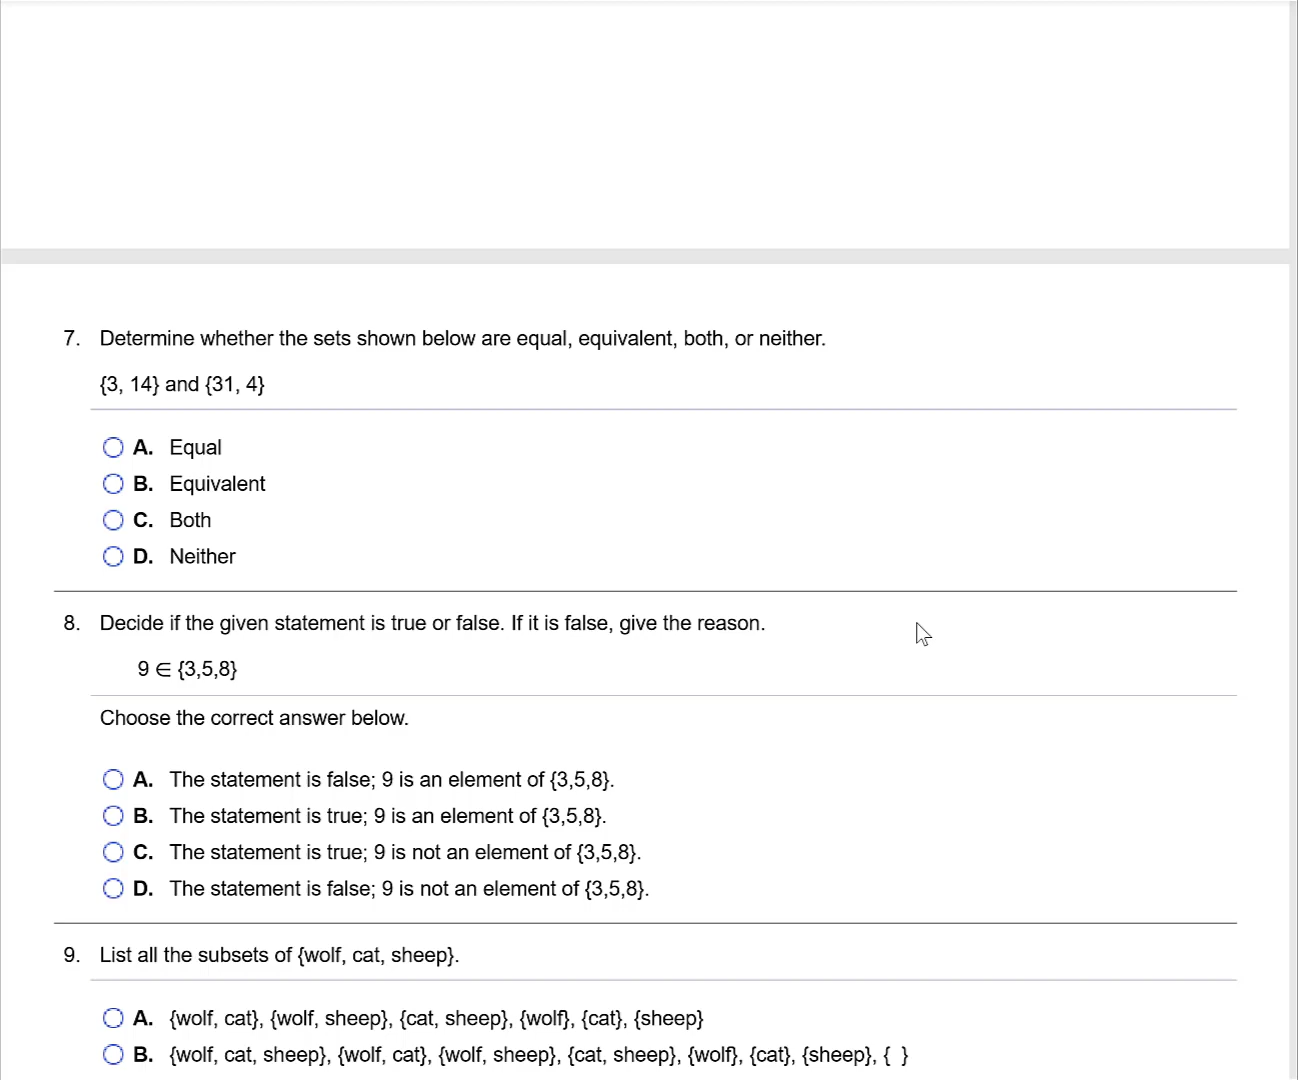 7. Determine whether the sets shown below are equal, equivalent, both, or neither.
{3, 14} and {31, 4}
A. Equal
B. Equivalent
C. Both
D. Neither
8. Decide if the given statement is true or false. If it is false, give the reason.
9 ∈ {3,5,8}
Choose the correct answer below.
A. The statement is false; 9 is an element of {3,5,8}.
B. The statement is true; 9 is an element of {3,5,8}.
C. The statement is true; 9 is not an element of {3,5,8}.
D. The statement is false; 9 is not an element of {3,5,8}.
9. List all the subsets of {wolf, cat, sheep}.
A. {wolf, cat}, {wolf, sheep}, {cat, sheep}, {wolf}, {cat}, {sheep}
B. {wolf, cat, sheep}, {wolf, cat}, {wolf, sheep}, {cat, sheep}, {wolf}, {cat}, {sheep}, { }